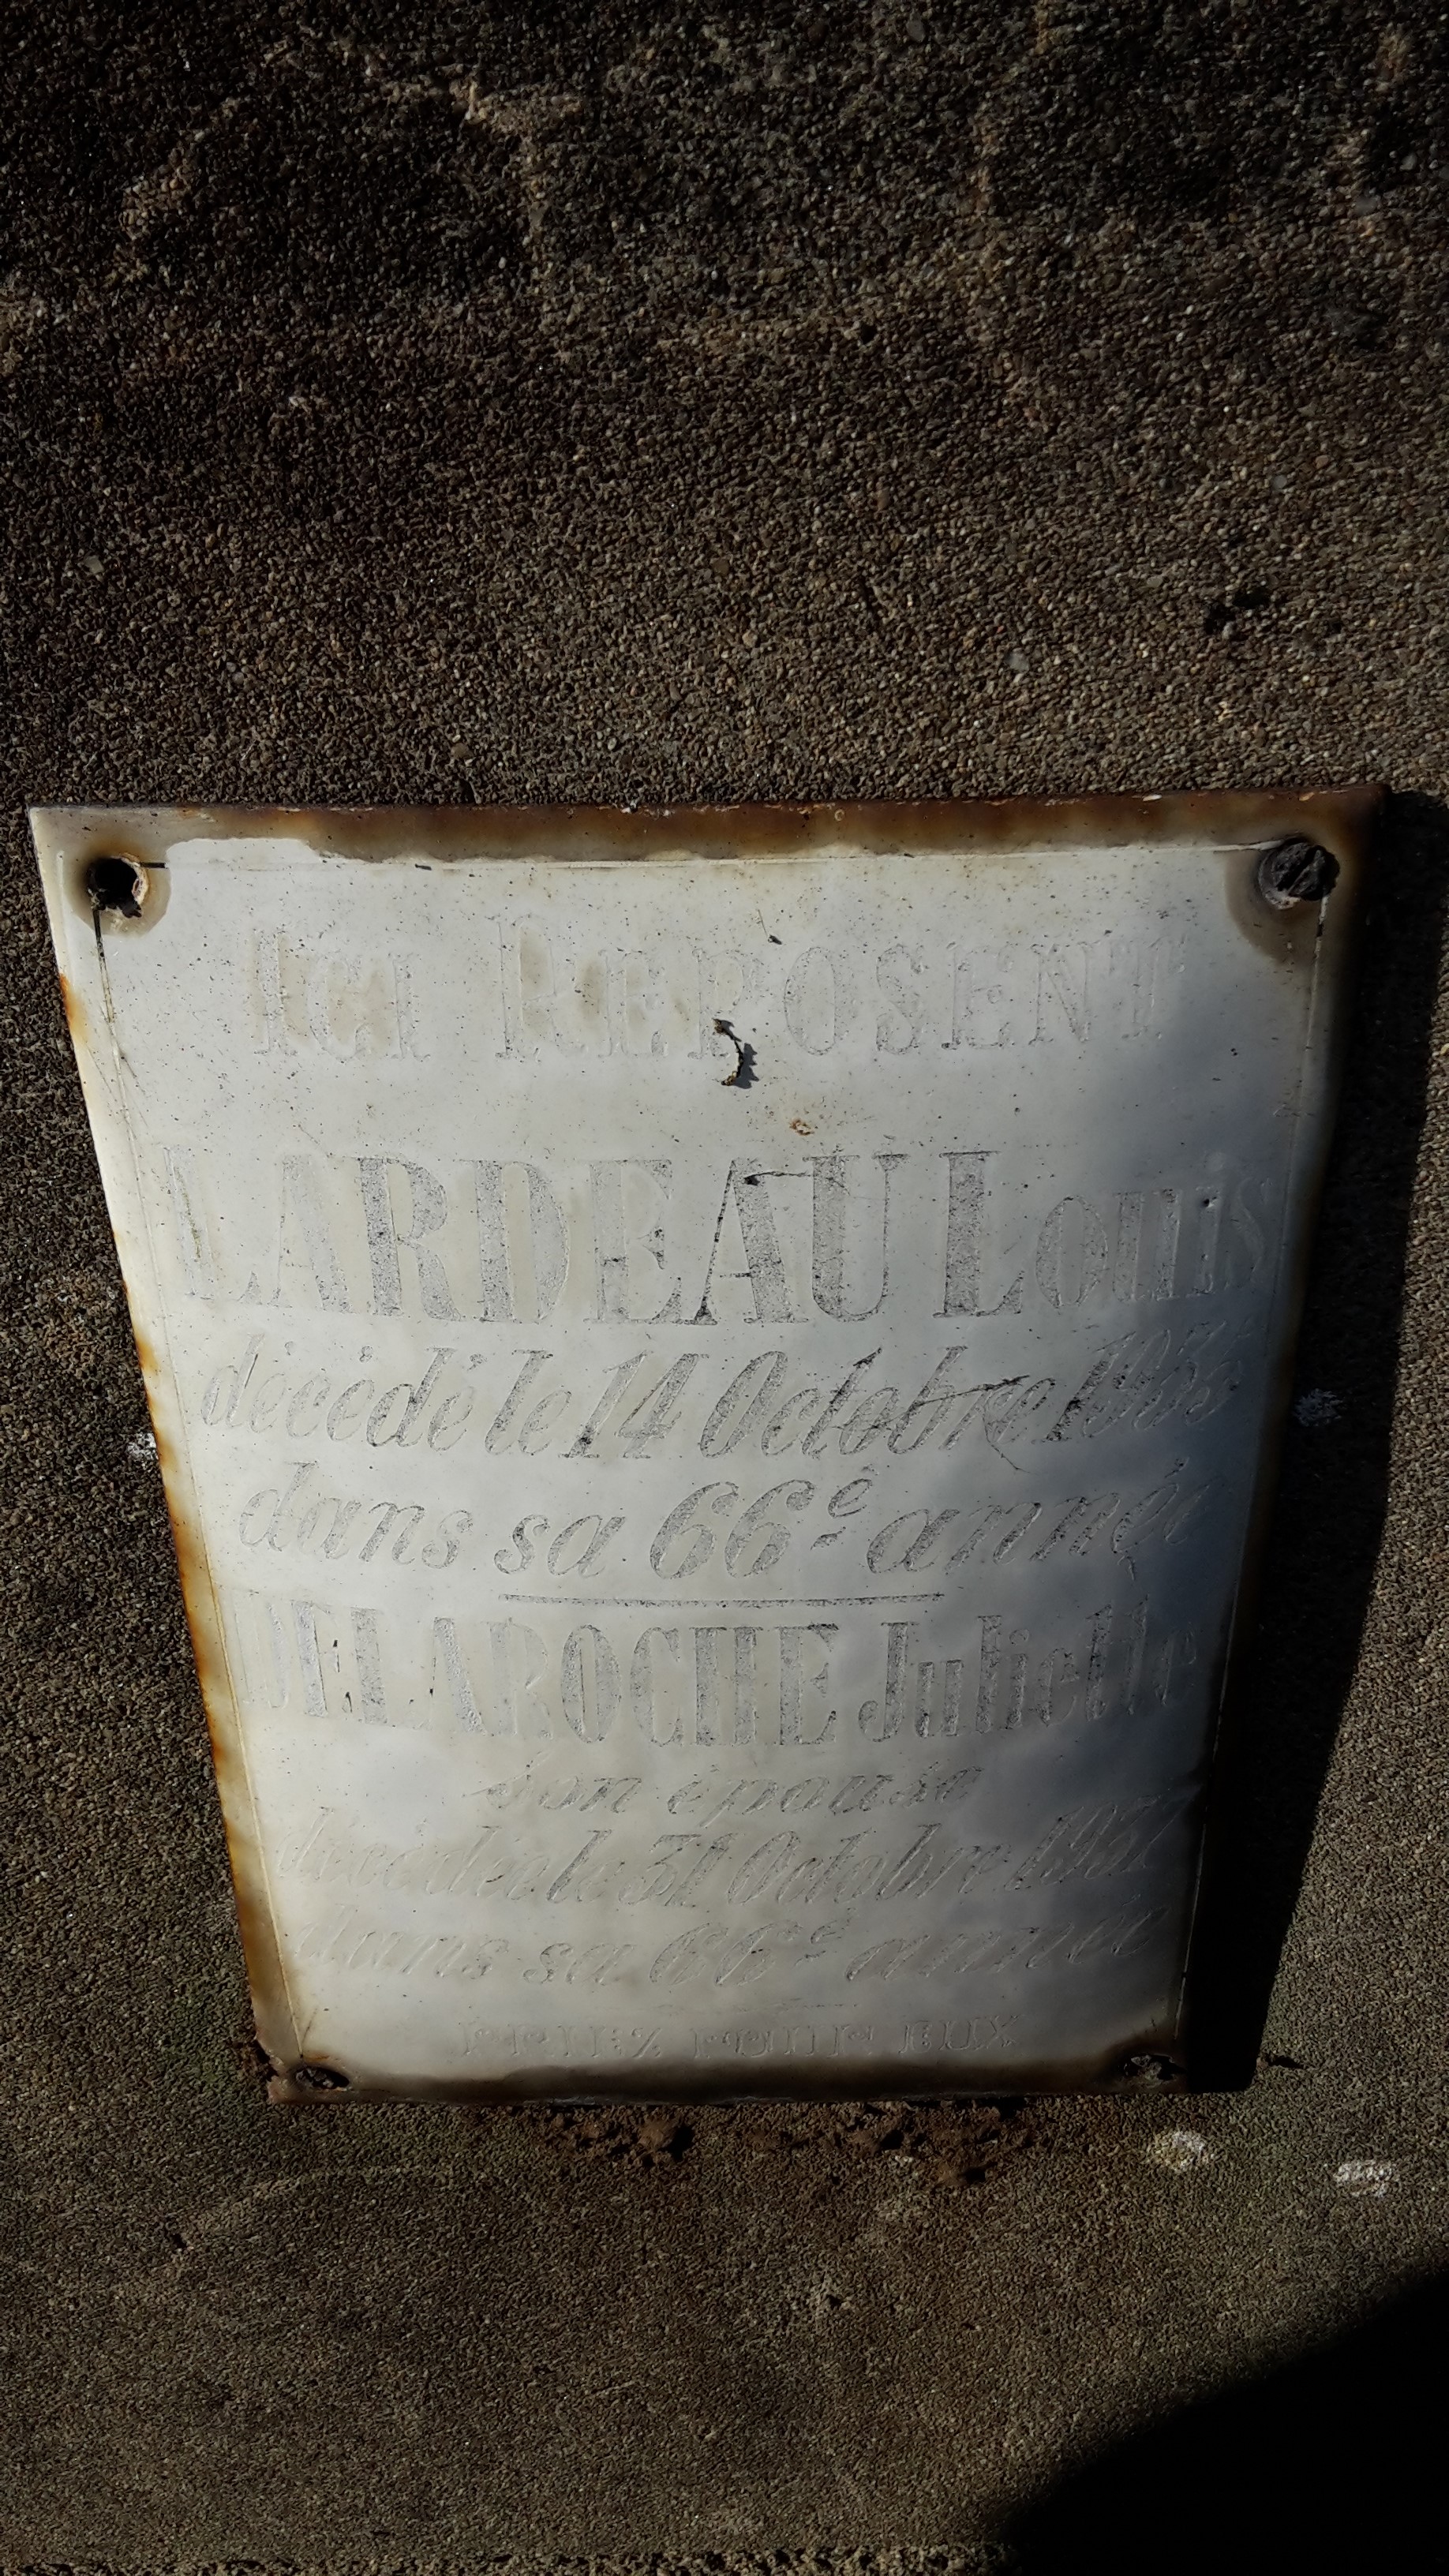 ICI REPOSENT
LARDEAU Louis
décédé le 14 Octobre
dans sa 66e année
DELAROCHE Juliette
son épouse
décédée le 31 Octobre 1937
dans sa 66e année
PRIEZ POUR EUX